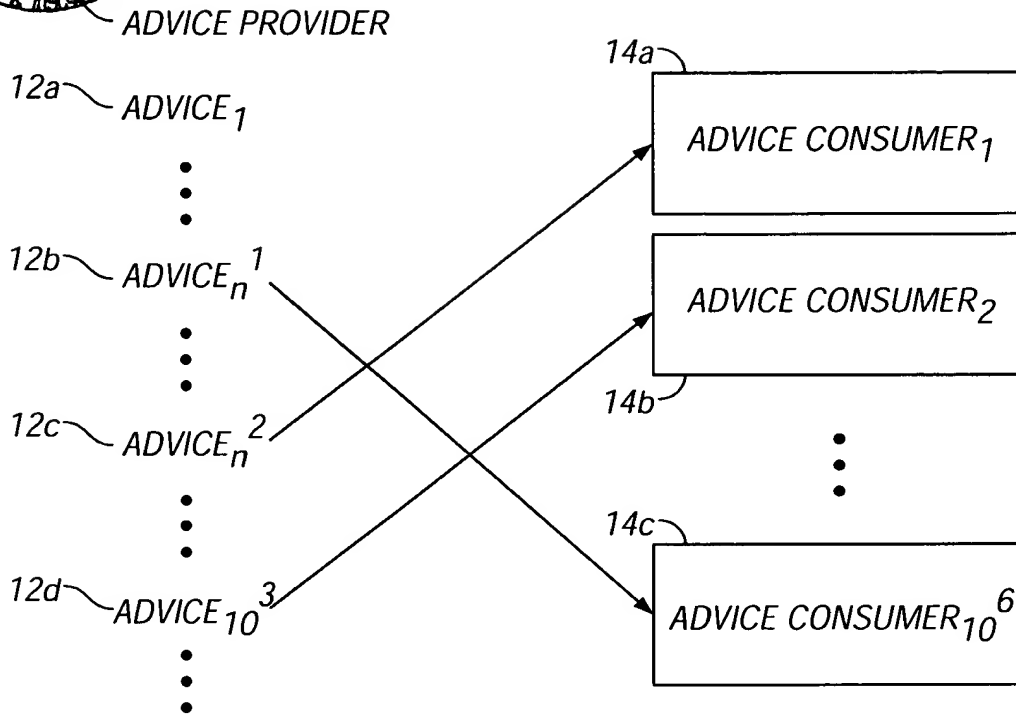 ADVICE PROVIDER
12a
ADVICE₁
12b
ADVICEₙ¹
12c
ADVICEₙ²
12d
ADVICE₁₀³
14a
ADVICE CONSUMER₁
ADVICE CONSUMER₂
14b
14c
ADVICE CONSUMER₁₀⁶